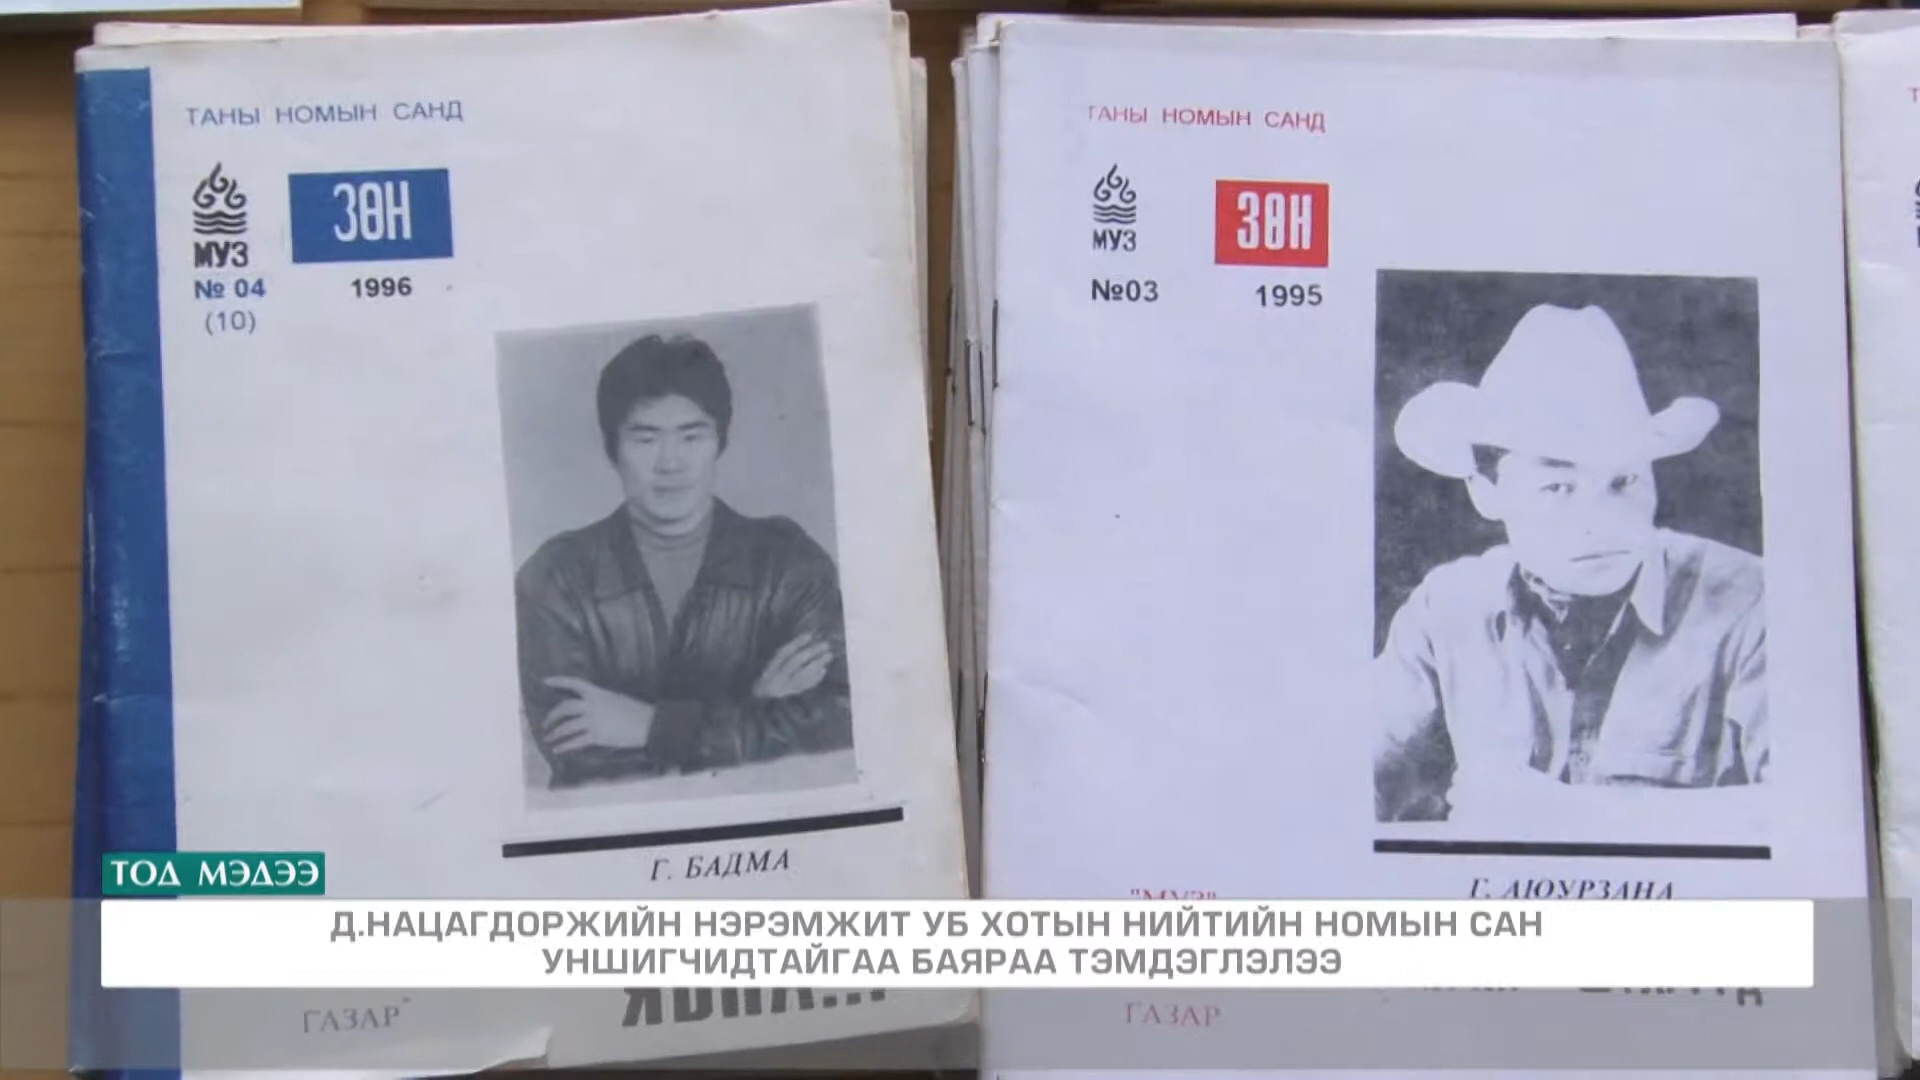 ТАНЫ НОМЫН САНД
МУЗ
ЗӨН
№ 04
1996
(10)
Г. БАДМА
ГАЗАР
ТАНЫ НОМЫН САНД
МУЗ
ЗӨН
№03
1995
Г. АЮУРЗАНА
ГАЗАР
ТОД МЭДЭЭ
Д.НАЦАГДОРЖИЙН НЭРЭМЖИТ УБ ХОТЫН НИЙТИЙН НОМЫН САН
УНШИГЧИДТАЙГАА БАЯРАА ТЭМДЭГЛЭЛЭЭ